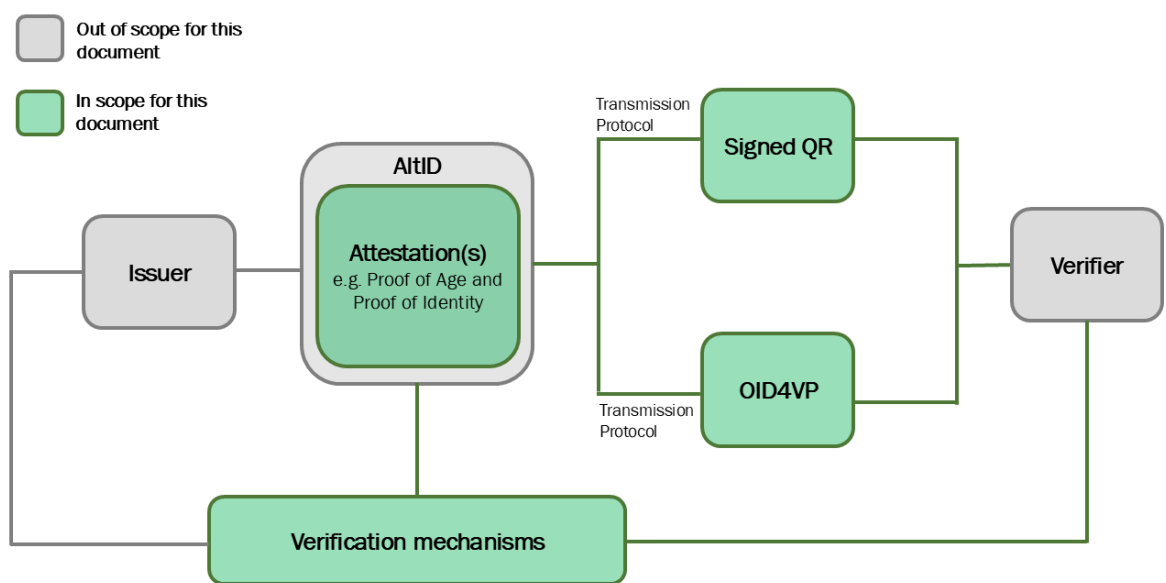 Out of scope for this
document
In scope for this
document
AltID
Attestation(s)
e.g. Proof of Age and
Proof of Identity
Issuer
Transmission
Protocol
Signed QR
Transmission
Protocol
OID4VP
Verifier
Verification mechanisms